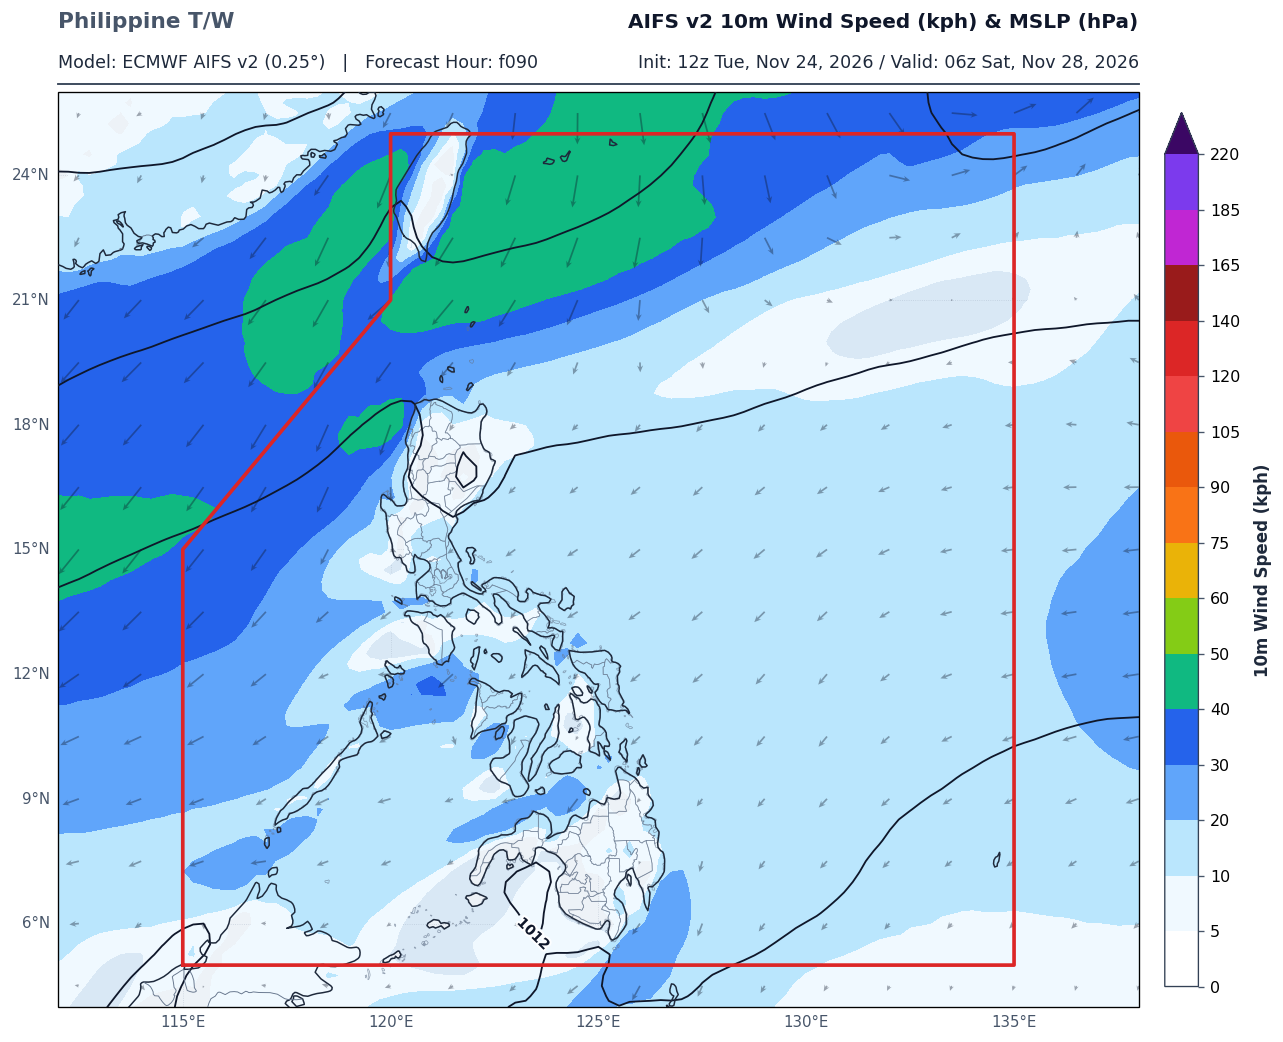 Philippine T/W
AIFS v2 10m Wind Speed (kph) & MSLP (hPa)
Model: ECMWF AIFS v2 (0.25°)   |   Forecast Hour: f090
Init: 12z Tue, Nov 24, 2026 / Valid: 06z Sat, Nov 28, 2026
24°N
21°N
18°N
15°N
12°N
9°N
6°N
1012
115°E
120°E
125°E
130°E
135°E
220
185
165
140
120
105
90
75
60
50
40
30
20
10
5
0
10m Wind Speed (kph)